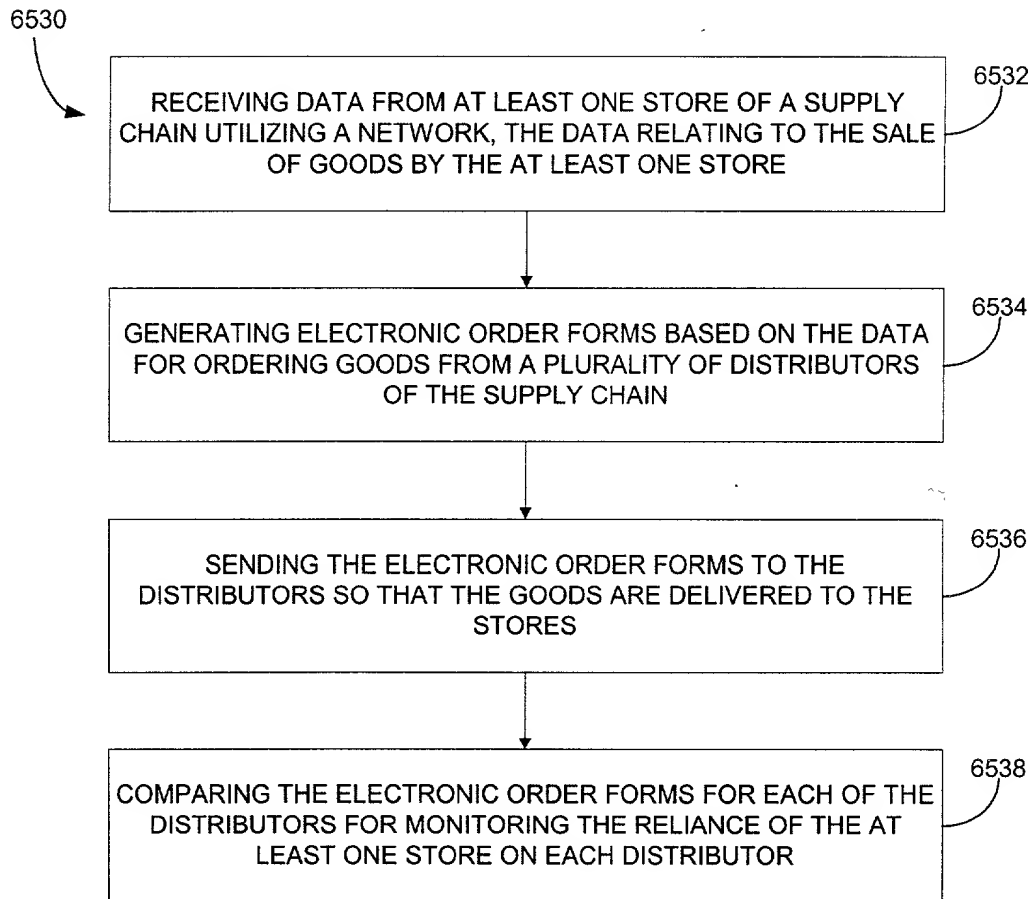 6530
6532
RECEIVING DATA FROM AT LEAST ONE STORE OF A SUPPLY
CHAIN UTILIZING A NETWORK, THE DATA RELATING TO THE SALE
OF GOODS BY THE AT LEAST ONE STORE
6534
GENERATING ELECTRONIC ORDER FORMS BASED ON THE DATA
FOR ORDERING GOODS FROM A PLURALITY OF DISTRIBUTORS
OF THE SUPPLY CHAIN
6536
SENDING THE ELECTRONIC ORDER FORMS TO THE
DISTRIBUTORS SO THAT THE GOODS ARE DELIVERED TO THE
STORES
6538
COMPARING THE ELECTRONIC ORDER FORMS FOR EACH OF THE
DISTRIBUTORS FOR MONITORING THE RELIANCE OF THE AT
LEAST ONE STORE ON EACH DISTRIBUTOR